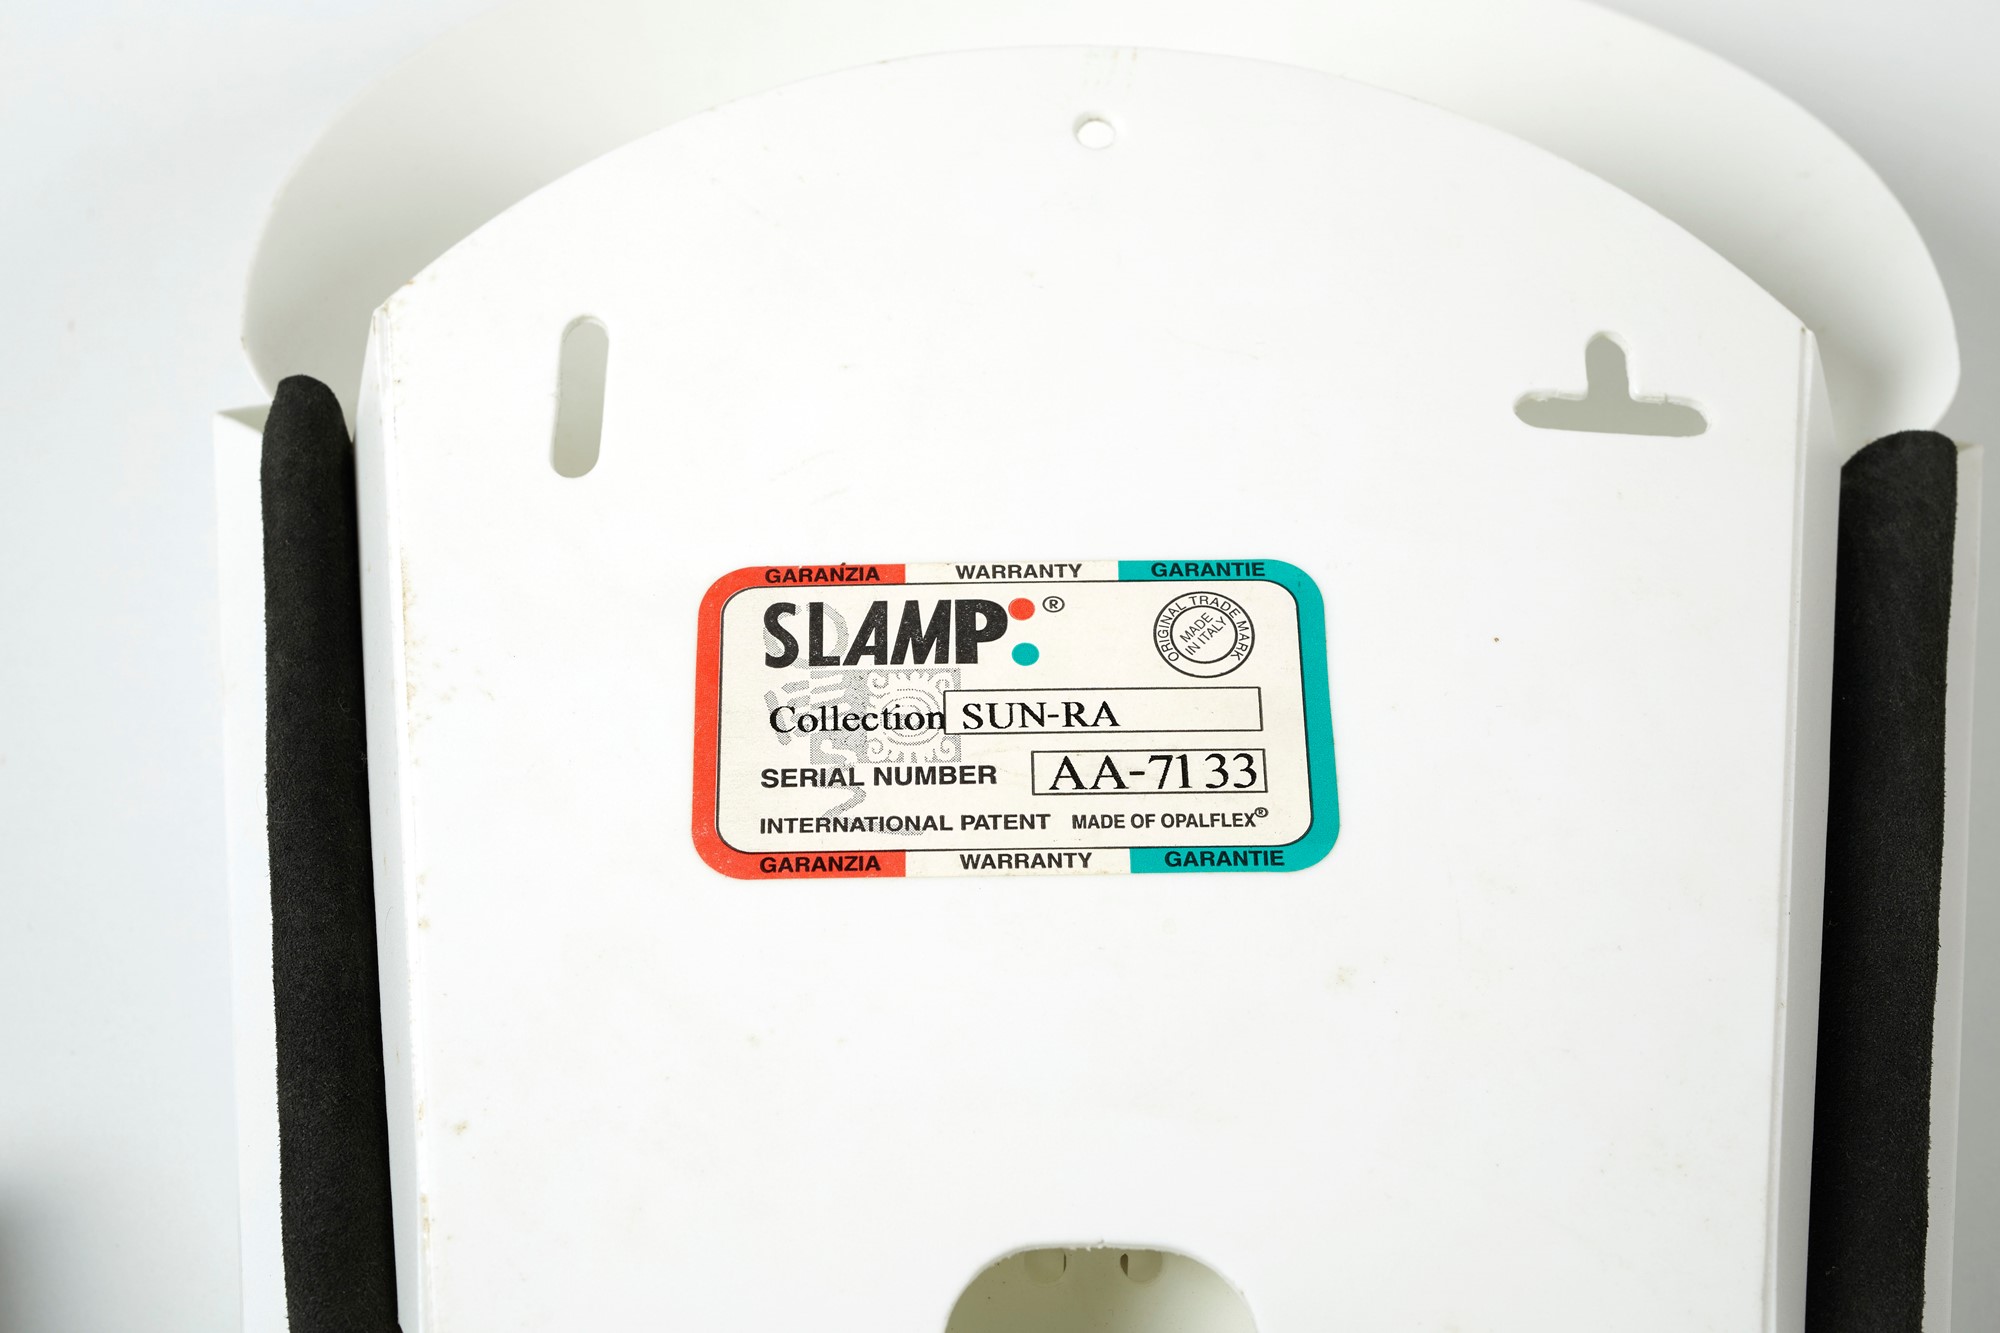 GARANZIA WARRANTY GARANTIE
SLAMP ®
ORIGINAL TRADE MARK
MADE
IN ITALY
Collection SUN-RA
SERIAL NUMBER AA-7133
INTERNATIONAL PATENT MADE OF OPALFLEX®
GARANZIA WARRANTY GARANTIE